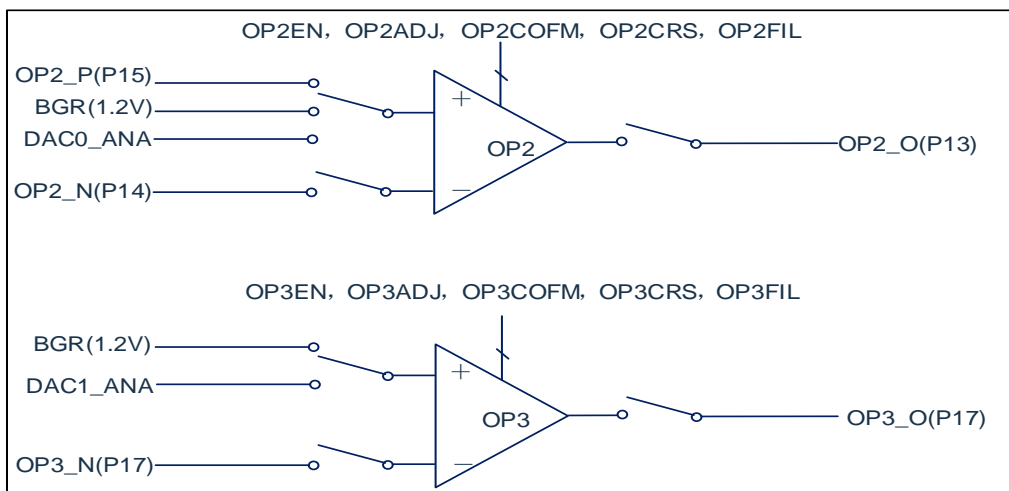 OP2EN, OP2ADJ, OP2COFM, OP2CRS, OP2FIL
OP2_P(P15)
BGR(1.2V)
DAC0_ANA
OP2_N(P14)
+
−
OP2
OP2_O(P13)
OP3EN, OP3ADJ, OP3COFM, OP3CRS, OP3FIL
BGR(1.2V)
DAC1_ANA
OP3_N(P17)
+
−
OP3
OP3_O(P17)